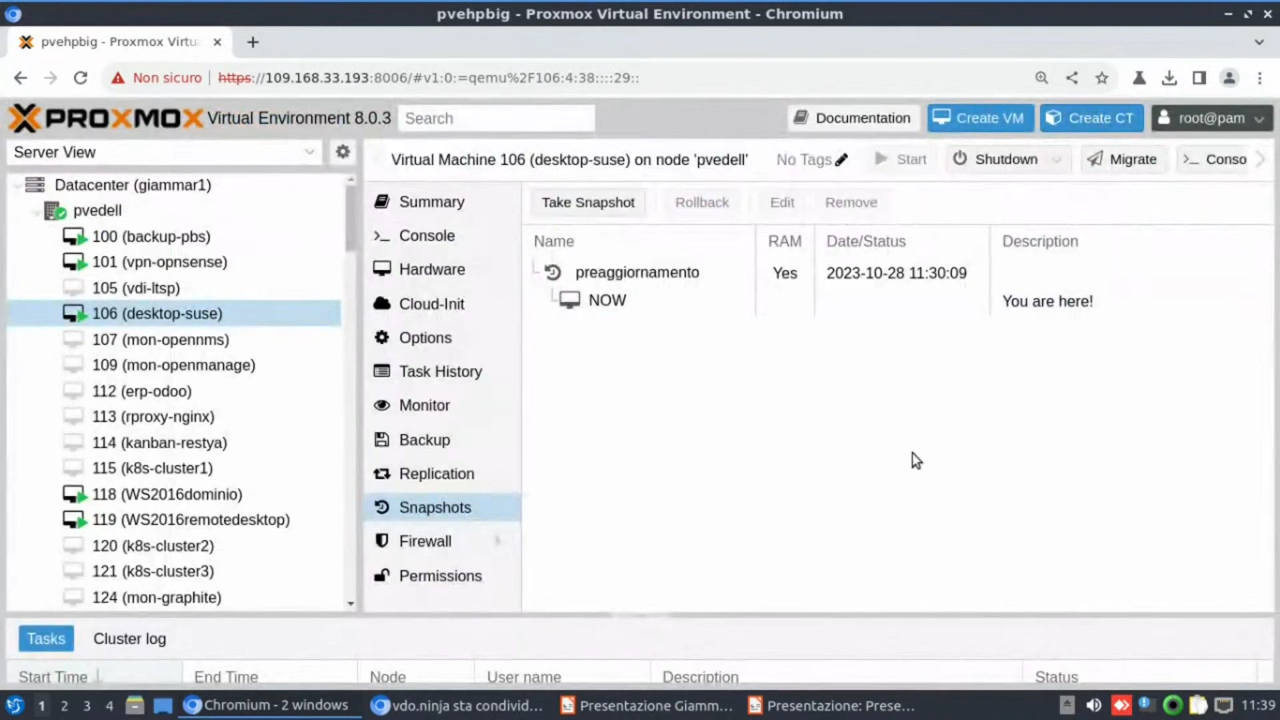 pvehpbig - Proxmox Virtual Environment - Chromium
pvehpbig - Proxmox Virtu
Non sicuro | https://109.168.33.193:8006/#v1:0:=qemu%2F106:4:38::::29::
PROXMOX Virtual Environment 8.0.3 Search Documentation Create VM Create CT root@pam
Server View
Virtual Machine 106 (desktop-suse) on node 'pvedell' No Tags Start Shutdown Migrate Conso
Datacenter (giammar1)
pvedell
100 (backup-pbs)
101 (vpn-opnsense)
105 (vdi-ltsp)
106 (desktop-suse)
107 (mon-opennms)
109 (mon-openmanage)
112 (erp-odoo)
113 (rproxy-nginx)
114 (kanban-restya)
115 (k8s-cluster1)
118 (WS2016dominio)
119 (WS2016remotedesktop)
120 (k8s-cluster2)
121 (k8s-cluster3)
124 (mon-graphite)
Summary
Console
Hardware
Cloud-Init
Options
Task History
Monitor
Backup
Replication
Snapshots
Firewall
Permissions
Take Snapshot Rollback Edit Remove
Name RAM Date/Status Description
preaggiornamento Yes 2023-10-28 11:30:09
NOW You are here!
Tasks Cluster log
Start Time End Time Node User name Description Status
1 2 3 4 Chromium - 2 windows vdo.ninja sta condivid... Presentazione Giamm... Presentazione: Prese... 11:39